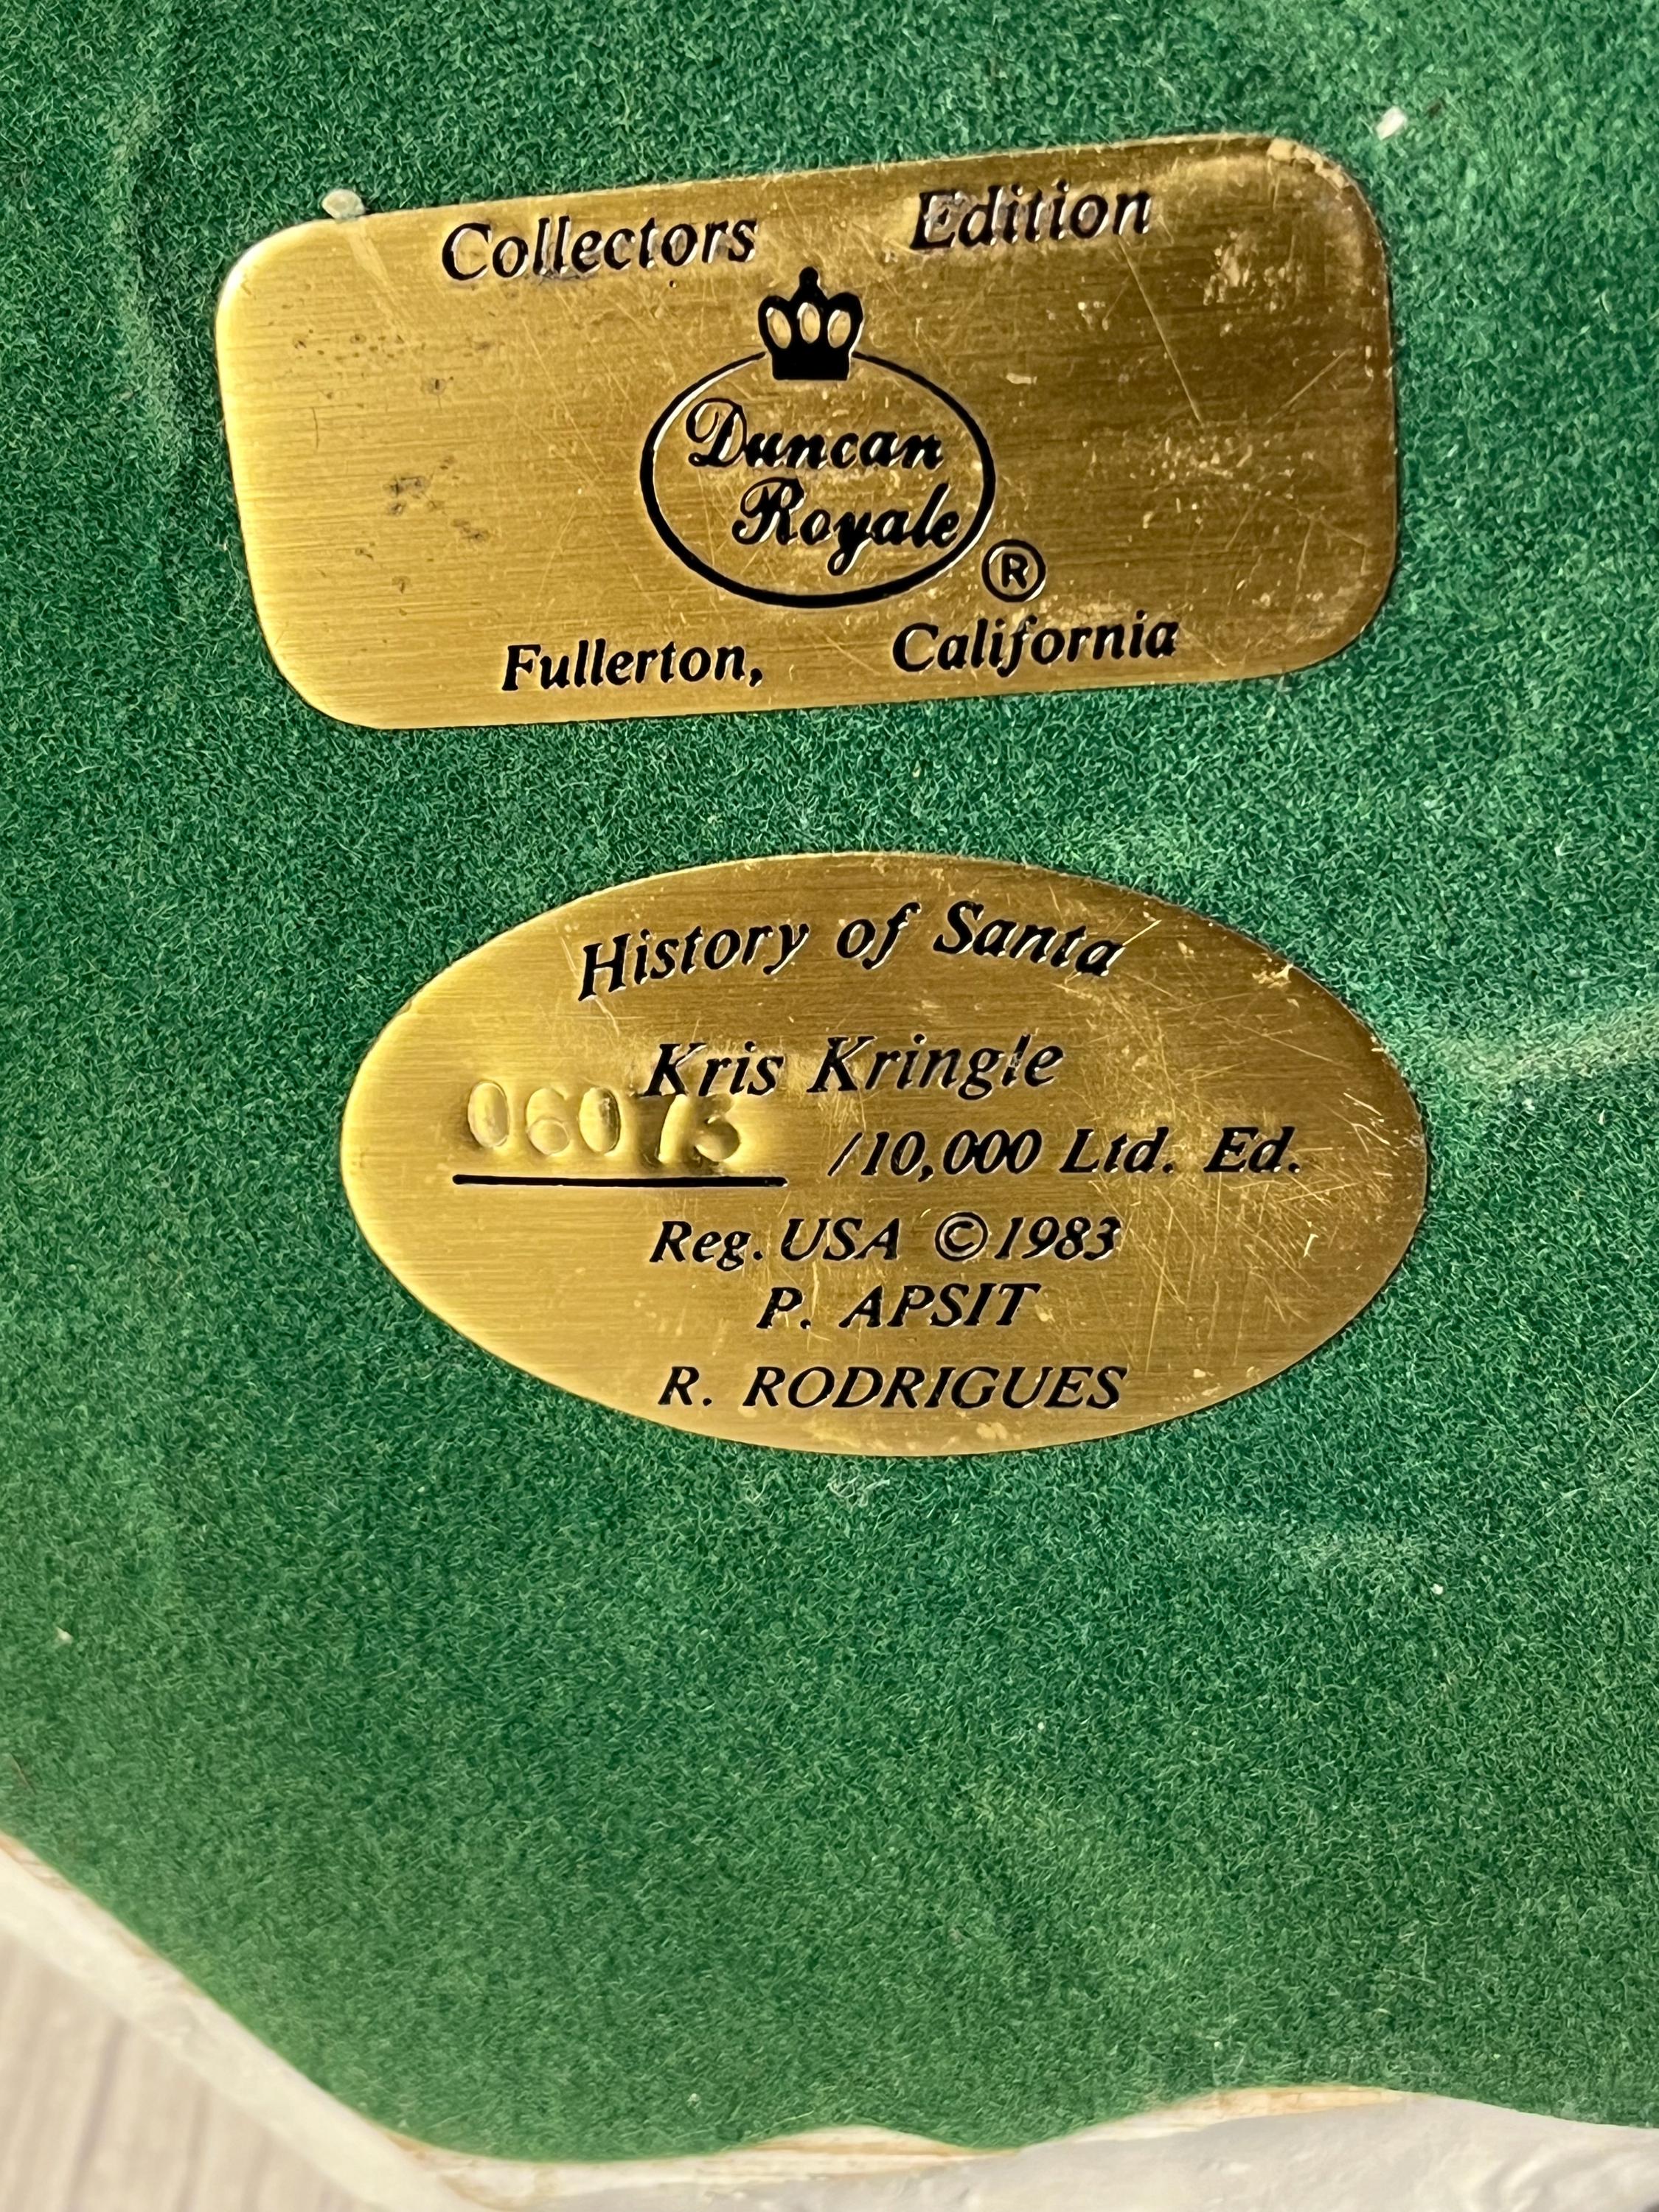 Collectors Edition
Duncan
Royale
®
Fullerton, California
History of Santa
Kris Kringle
06073 /10,000 Ltd. Ed.
Reg. USA ©1983
P. APSIT
R. RODRIGUES